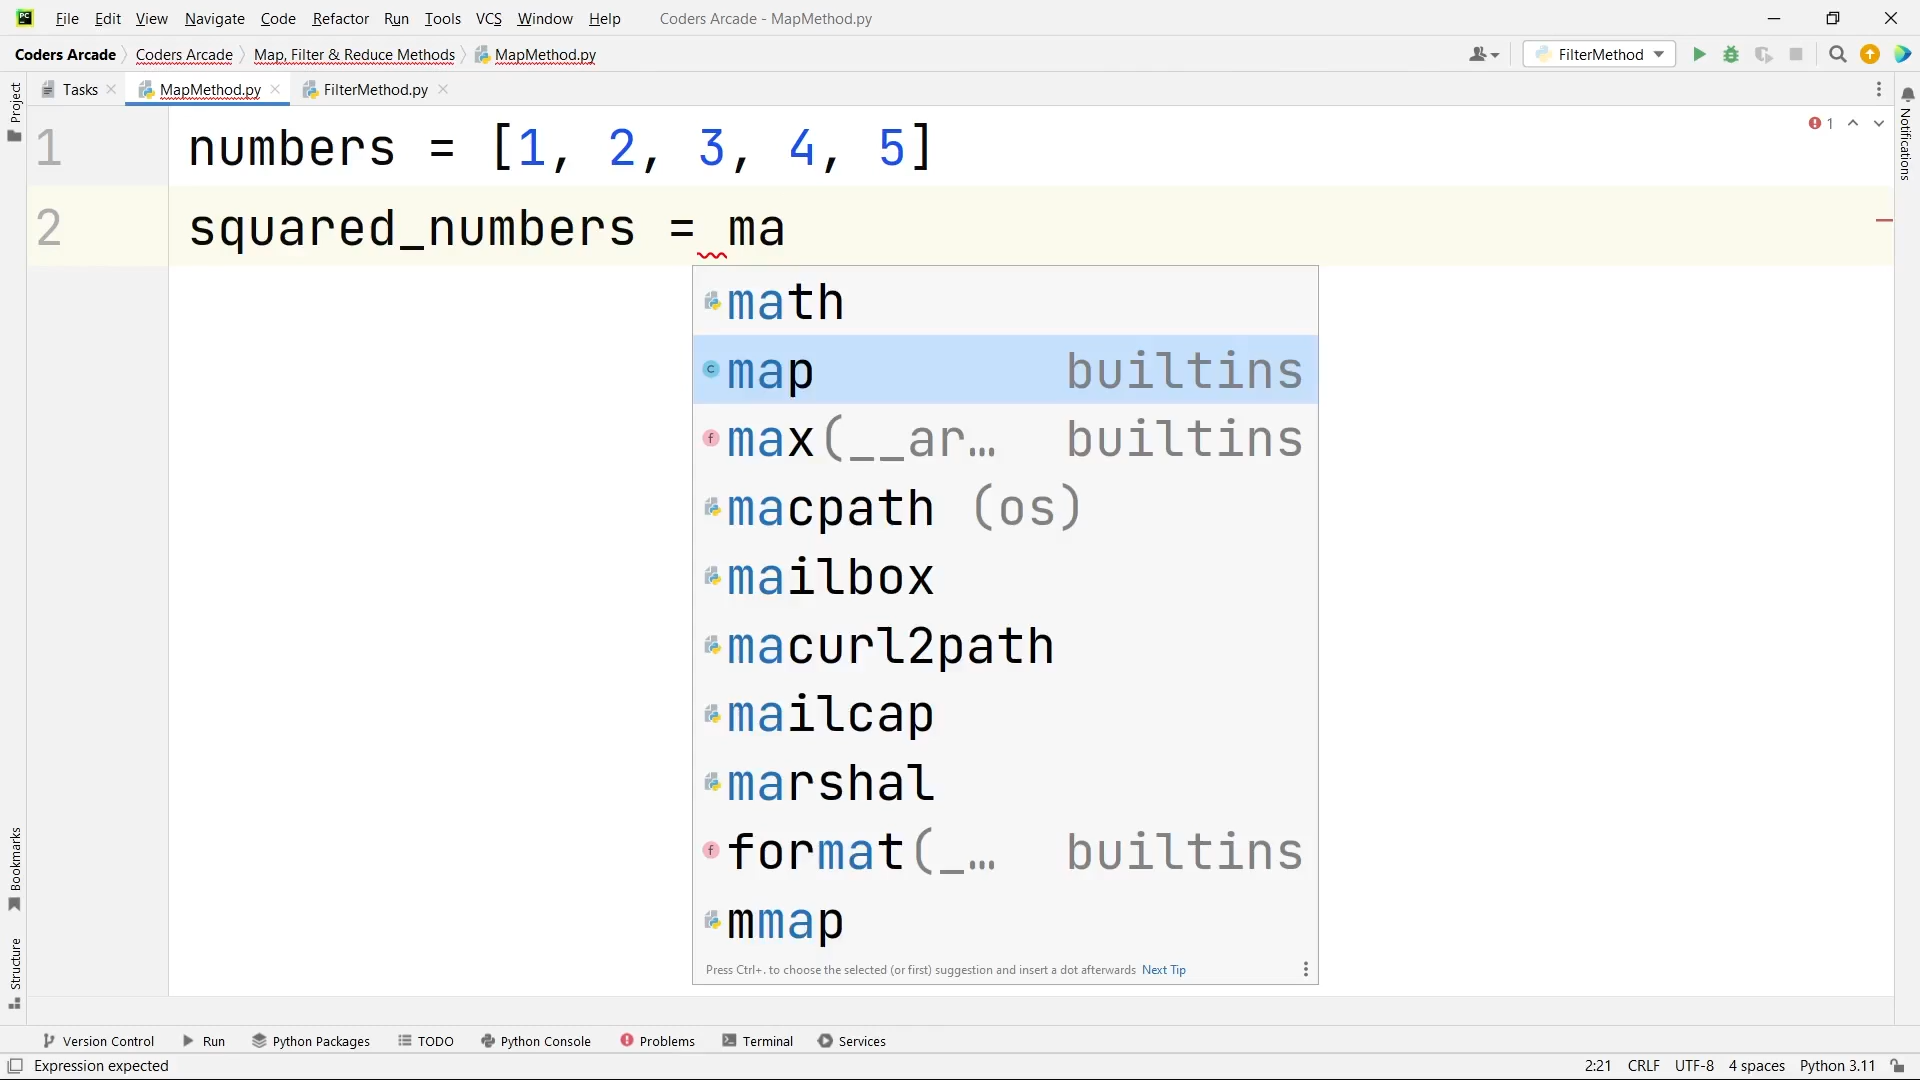 PC File Edit View Navigate Code Refactor Run Tools VCS Window Help Coders Arcade - MapMethod.py
Coders Arcade Coders Arcade Map, Filter & Reduce Methods MapMethod.py FilterMethod
Project Tasks MapMethod.py FilterMethod.py Notifications
1 numbers = [1, 2, 3, 4, 5] 1
2 squared_numbers = ma
math
c map builtins
f max(__ar… builtins
macpath (os)
mailbox
macurl2path
mailcap
marshal
f format(_… builtins
mmap
Press Ctrl+. to choose the selected (or first) suggestion and insert a dot afterwards Next Tip
Bookmarks
Structure
Version Control Run Python Packages TODO Python Console Problems Terminal Services
Expression expected 2:21 CRLF UTF-8 4 spaces Python 3.11